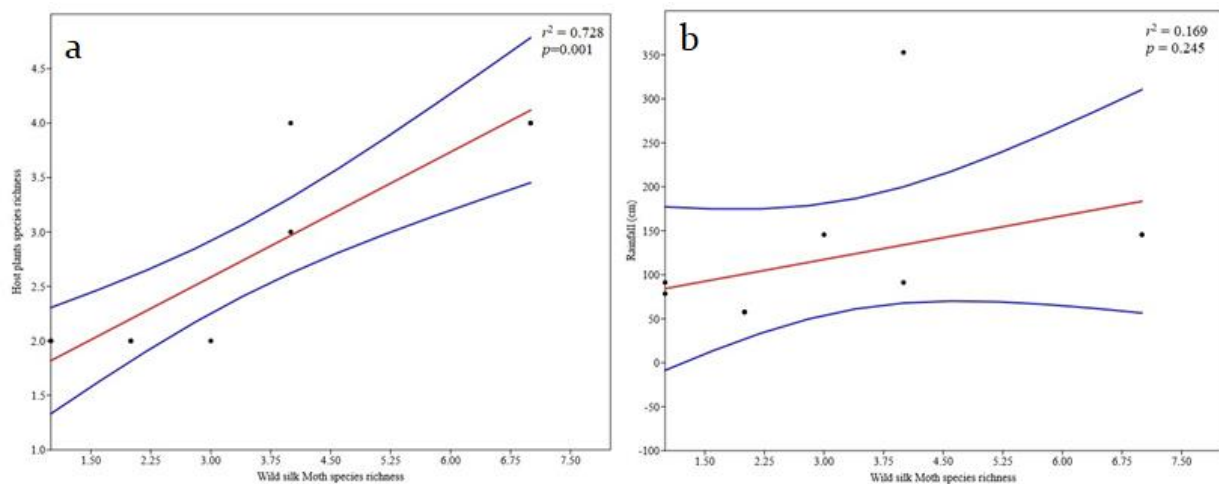 a
r² = 0.728
p=0.001
Host plants species richness
4.5
4.0
3.5
3.0
2.5
2.0
1.5
1.0
1.50 2.25 3.00 3.75 4.50 5.25 6.00 6.75 7.50
Wild silk Moth species richness
b
r² = 0.169
p = 0.245
Rainfall (cm)
350
300
250
200
150
100
50
0
-50
-100
1.50 2.25 3.00 3.75 4.50 5.25 6.00 6.75 7.50
Wild silk Moth species richness